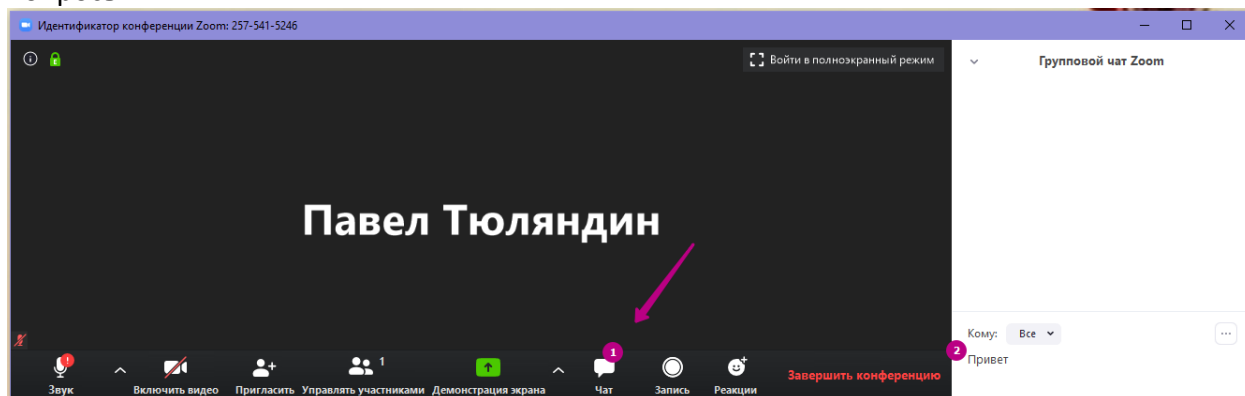 Идентификатор конференции Zoom: 257-541-5246
Войти в полноэкранный режим
Групповой чат Zoom
Павел Тюляндин
Кому: Все
2
Привет
1
1
Звук
Включить видео
Пригласить
Управлять участниками
Демонстрация экрана
Чат
Запись
Реакции
Завершить конференцию